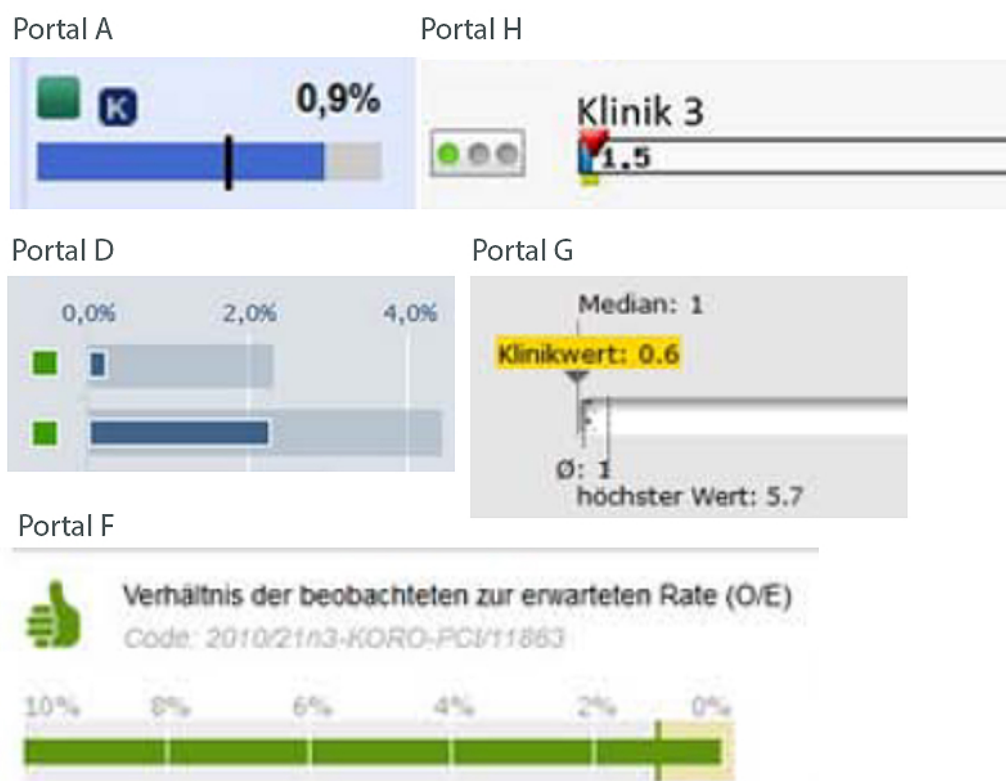 Portal A
K
0,9%
Portal H
Klinik 3
1.5
Portal D
0,0% 2,0% 4,0%
Portal G
Median: 1
Klinikwert: 0.6
Ø: 1
höchster Wert: 5.7
Portal F
Verhältnis der beobachteten zur erwarteten Rate (O/E)
Code: 2010/21n3-KORO-PCI/11863
10% 8% 6% 4% 2% 0%